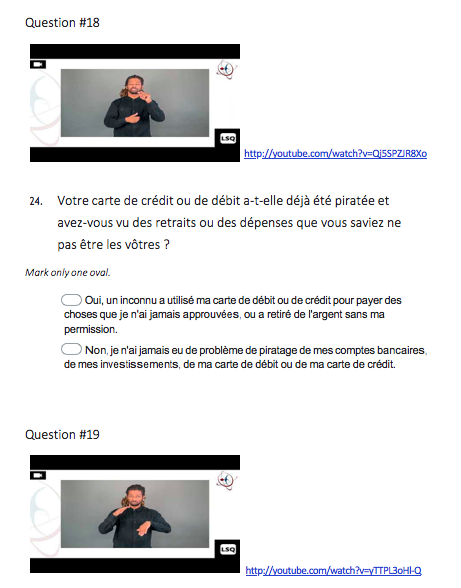 Question #18
LSQ
http://youtube.com/watch?v=Qj5SPZJR8Xo
24. Votre carte de crédit ou de débit a-t-elle déjà été piratée et
avez-vous vu des retraits ou des dépenses que vous saviez ne
pas être les vôtres ?
Mark only one oval.
Oui, un inconnu a utilisé ma carte de débit ou de crédit pour payer des
choses que je n'ai jamais approuvées, ou a retiré de l'argent sans ma
permission.
Non, je n'ai jamais eu de problème de piratage de mes comptes bancaires,
de mes investissements, de ma carte de débit ou de ma carte de crédit.
Question #19
LSQ
http://youtube.com/watch?v=yTTPL3oHl-Q